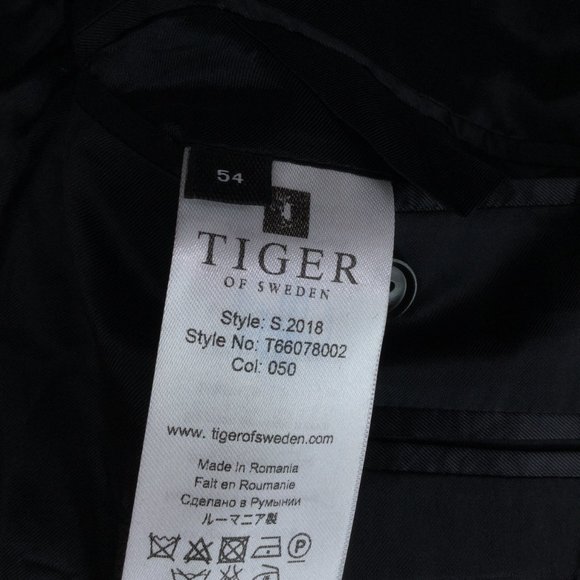 54
TIGER
OF SWEDEN
Style: S.2018
Style No: T66078002
Col: 050
www. tigerofsweden.com
Made in Romania
Fait en Roumanie
Сделано в Румынии
ルーマニア製
P